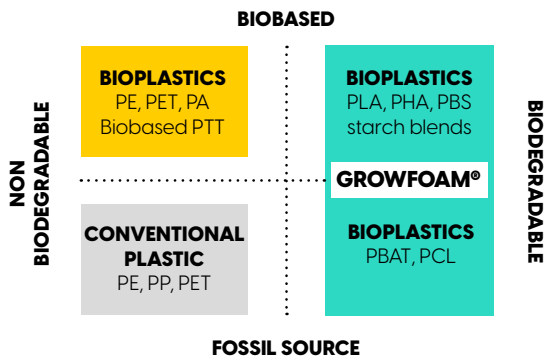 BIOBASED
NON
BIODEGRADABLE
BIOPLASTICS
PE, PET, PA
Biobased PTT
BIOPLASTICS
PLA, PHA, PBS
starch blends
GROWFOAM®
BIODEGRADABLE
CONVENTIONAL
PLASTIC
PE, PP, PET
BIOPLASTICS
PBAT, PCL
FOSSIL SOURCE